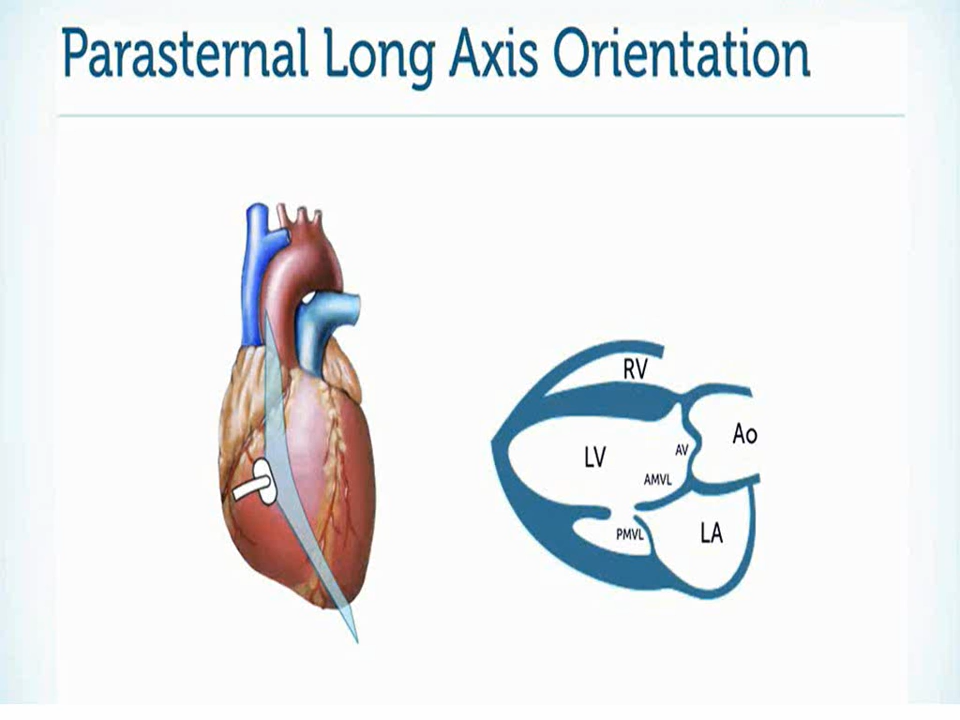 Parasternal Long Axis Orientation
RV
Ao
LV
AV
AMVL
PMVL
LA